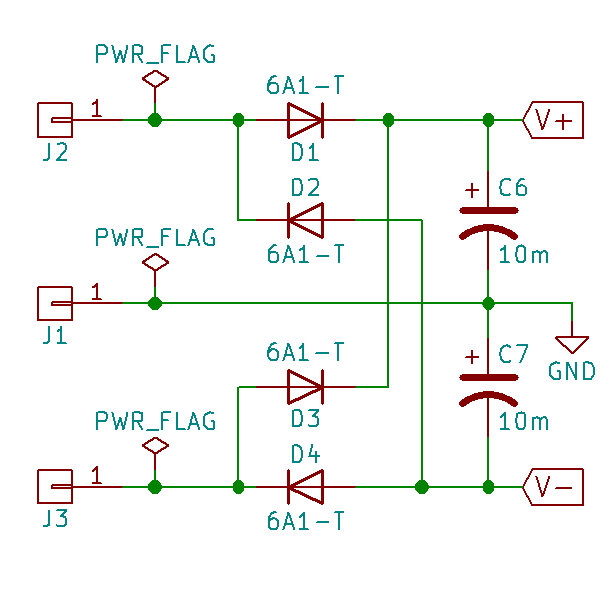 PWR_FLAG
6A1-T
1
J2
D1
V+
D2
+ C6
PWR_FLAG
6A1-T
10m
1
J1
6A1-T
+ C7
GND
PWR_FLAG
D3
10m
D4
1
J3
6A1-T
V-